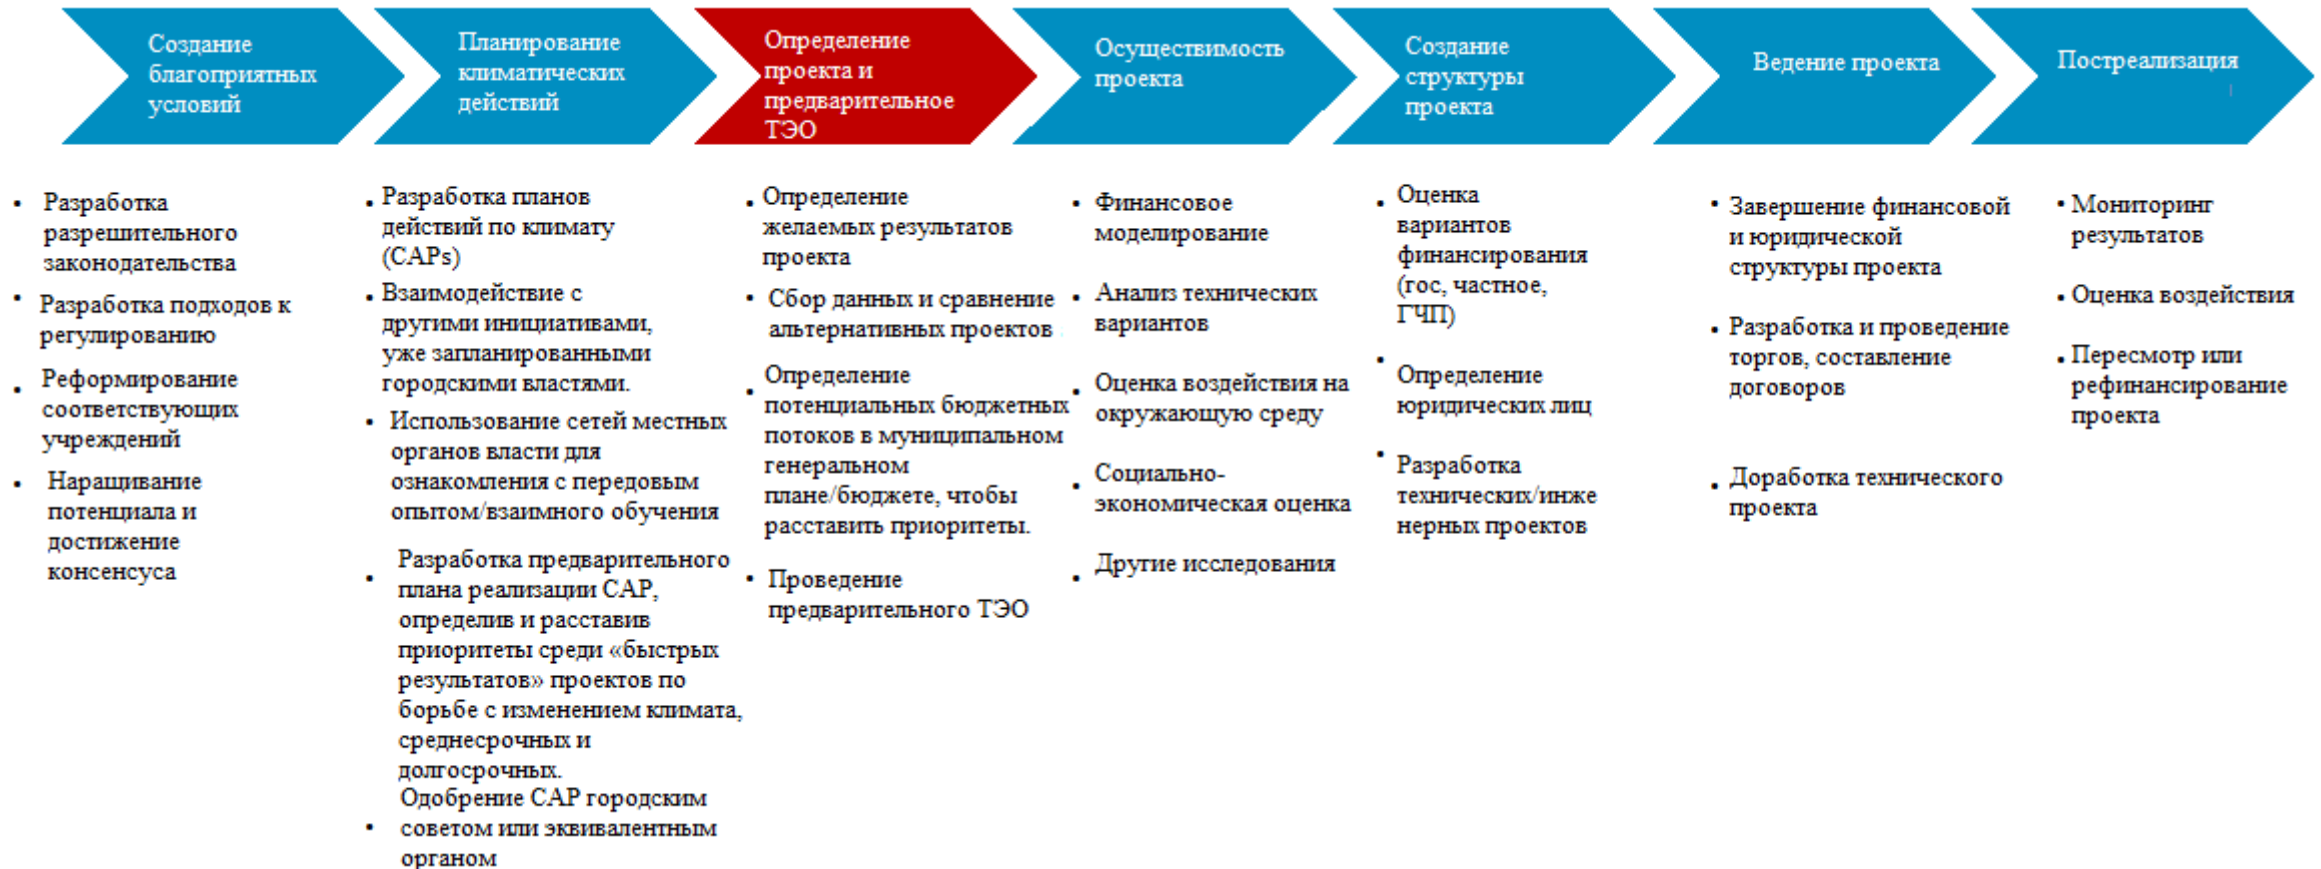 Создание
благоприятных
условий
Планирование
климатических
действий
Определение
проекта и
предварительное
ТЭО
Осуществимость
проекта
Создание
структуры
проекта
Ведение проекта
Постреализация
• Разработка
разрешительного
законодательства
• Разработка подходов к
регулированию
• Реформирование
соответствующих
учреждений
• Наращивание
потенциала и
достижение
консенсуса
• Разработка планов
действий по климату
(CAPs)
• Взаимодействие с
другими инициативами,
уже запланированными
городскими властями.
• Использование сетей местных
органов власти для
ознакомления с передовым
опытом/взаимного обучения
• Разработка предварительного
плана реализации CAP,
определив и расставив
приоритеты среди «быстрых
результатов» проектов по
борьбе с изменением климата,
среднесрочных и
долгосрочных.
• Одобрение CAP городским
советом или эквивалентным
органом
• Определение
желаемых результатов
проекта
• Сбор данных и сравнение
альтернативных проектов
• Определение
потенциальных бюджетных
потоков в муниципальном
генеральном
плане/бюджете, чтобы
расставить приоритеты.
• Проведение
предварительного ТЭО
• Финансовое
моделирование
• Анализ технических
вариантов
• Оценка воздействия на
окружающую среду
• Социально-
экономическая оценка
• Другие исследования
• Оценка
вариантов
финансирования
(гос, частное,
ГЧП)
• Определение
юридических лиц
• Разработка
технических/инже
нерных проектов
• Завершение финансовой
и юридической
структуры проекта
• Разработка и проведение
торгов, составление
договоров
• Доработка технического
проекта
• Мониторинг
результатов
• Оценка воздействия
• Пересмотр или
рефинансирование
проекта